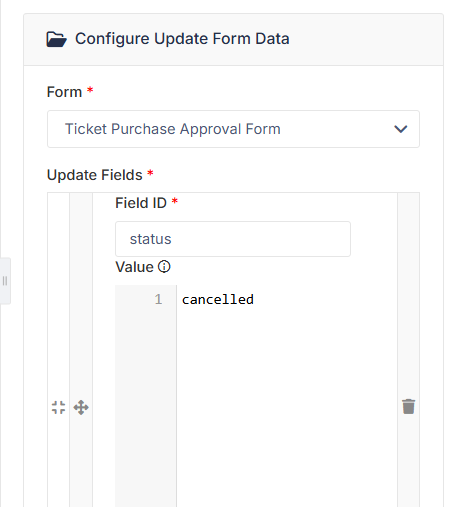 Configure Update Form Data
Form *
Ticket Purchase Approval Form
Update Fields *
Field ID *
status
Value
1 cancelled